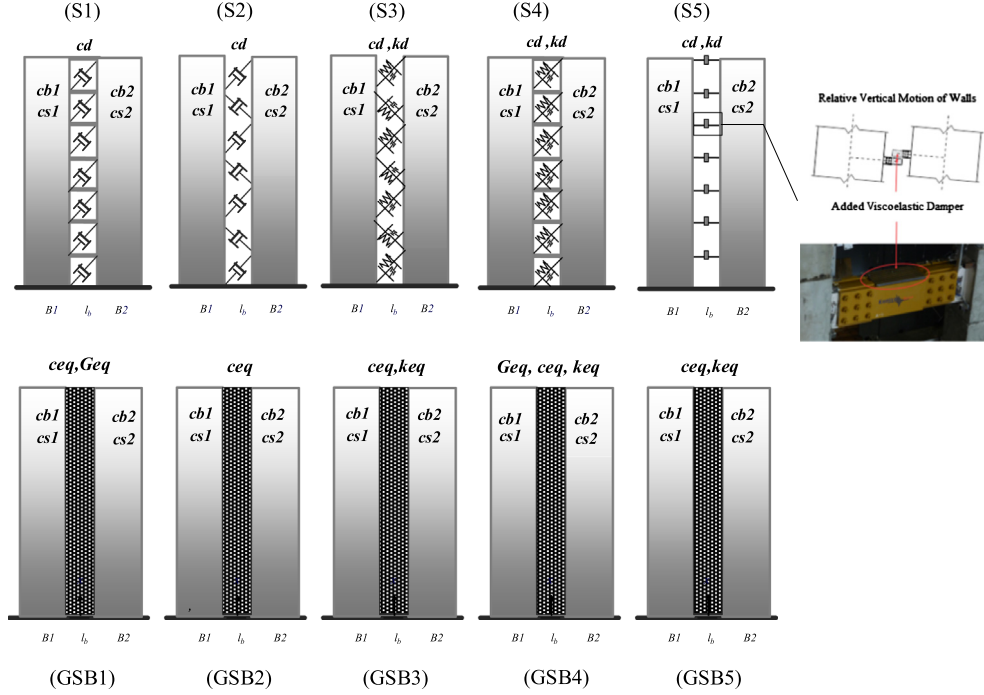 (S1) (S2) (S3) (S4) (S5)
cd cd cd ,kd cd ,kd cd ,kd
cb1 cb2 cb1 cb2 cb1 cb2 cb1 cb2 cb1 cb2
cs1 cs2 cs1 cs2 cs1 cs2 cs1 cs2 cs1 cs2
Relative Vertical Motion of Walls
Added Viscoelastic Damper
B1 lb B2 B1 lb B2 B1 lb B2 B1 lb B2 B1 lb B2
ceq,Geq ceq ceq,keq Geq, ceq, keq ceq,keq
cb1 cb2 cb1 cb2 cb1 cb2 cb1 cb2 cb1 cb2
cs1 cs2 cs1 cs2 cs1 cs2 cs1 cs2 cs1 cs2
B1 lb B2 B1 lb B2 B1 lb B2 B1 lb B2 B1 lb B2
(GSB1) (GSB2) (GSB3) (GSB4) (GSB5)